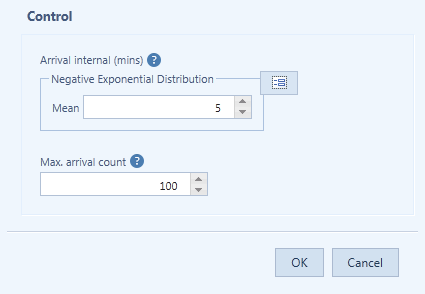 Control
Arrival internal (mins) ?
Negative Exponential Distribution
Mean 5
Max. arrival count ?
100
OK Cancel